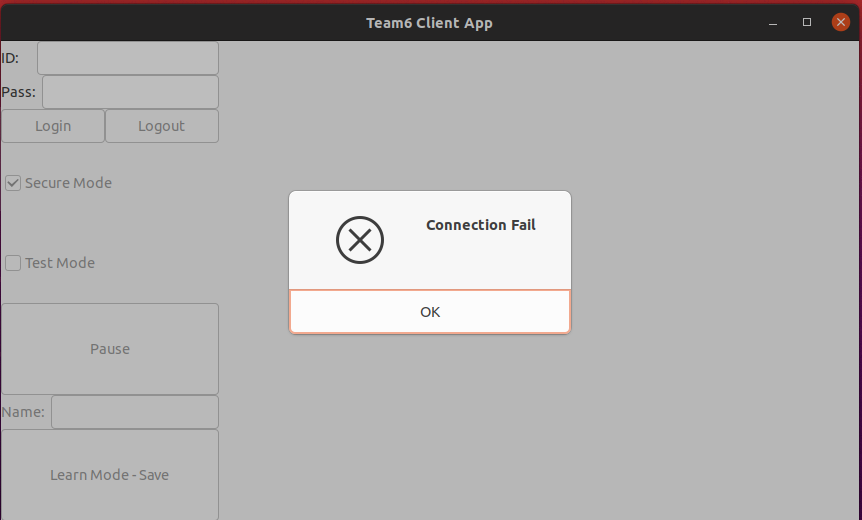 Team6 Client App
ID:
Pass:
Login Logout
Secure Mode
Connection Fail
Test Mode
OK
Pause
Name:
Learn Mode - Save